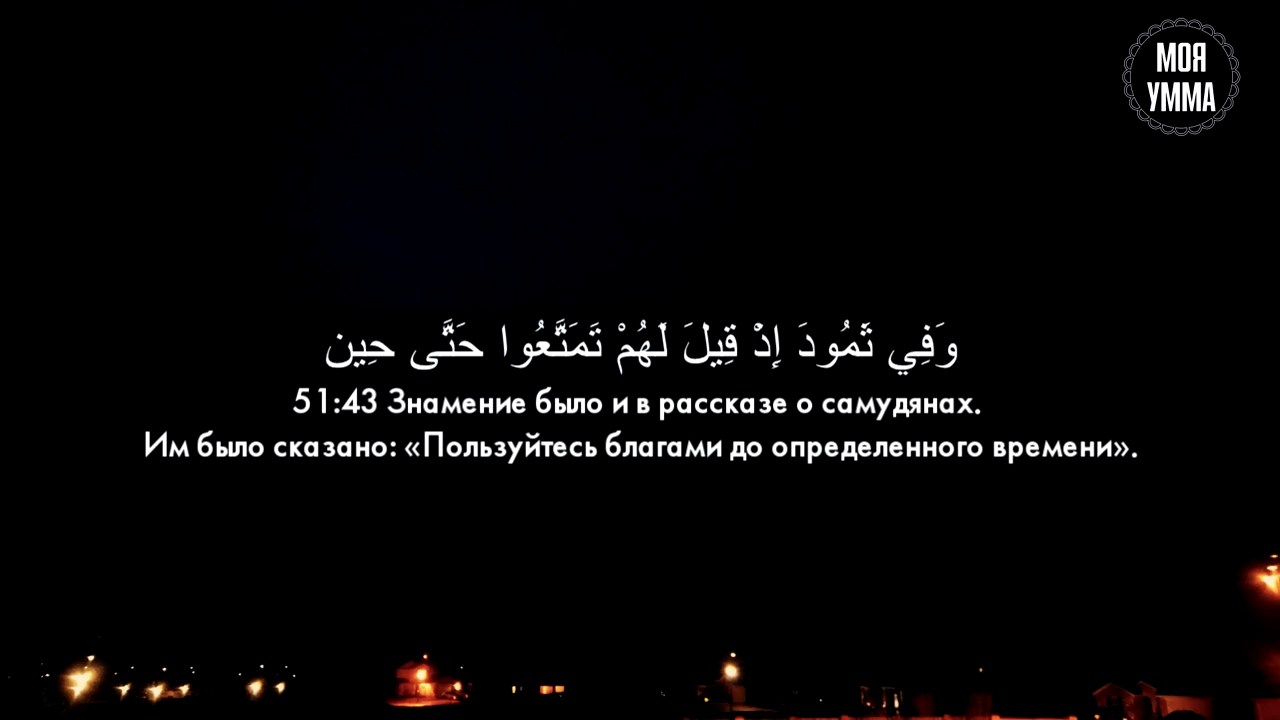 МОЯ
УММА
وَفِي ثَمُودَ إِذْ قِيلَ لَهُمْ تَمَتَّعُوا حَتَّى حِين
51:43 Знамение было и в рассказе о самудянах.
Им было сказано: «Пользуйтесь благами до определенного времени».